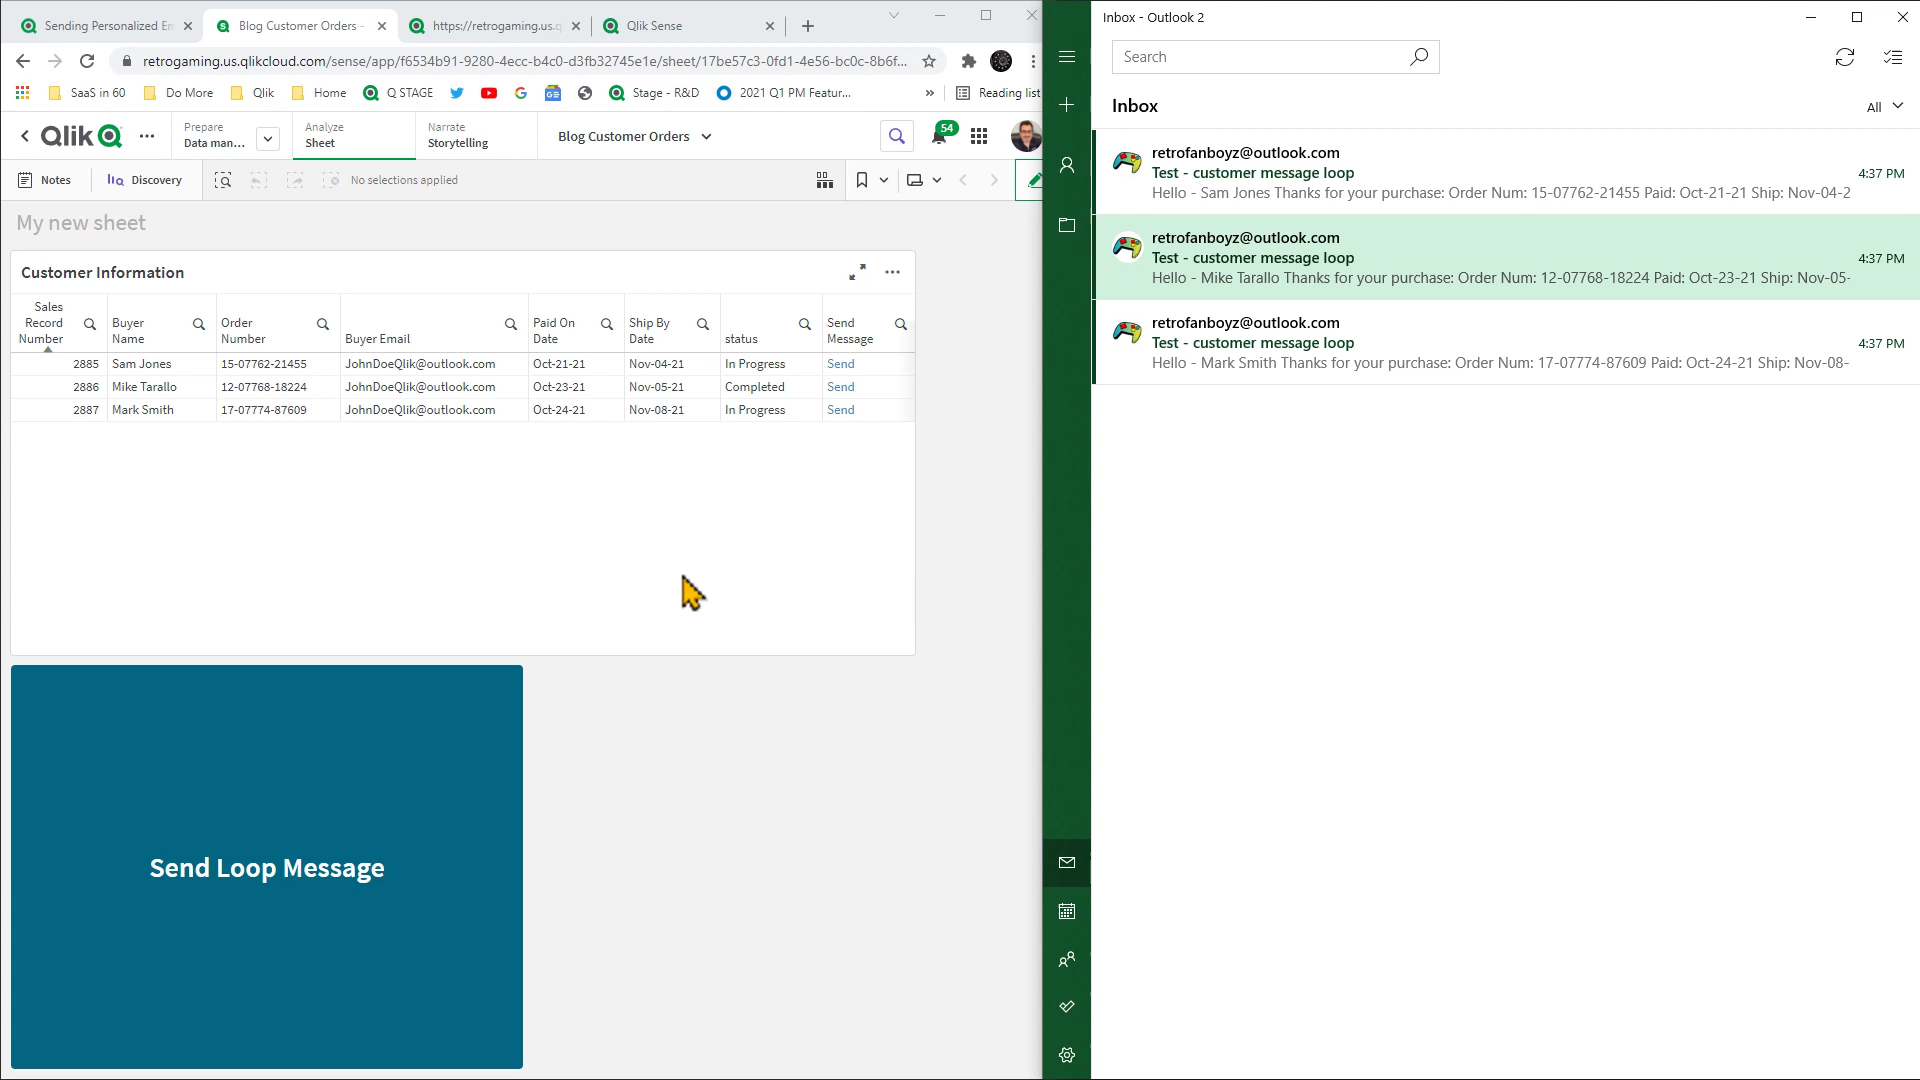 Sending Personalized En
Blog Customer Orders -
https://retrogaming.us.q
Qlik Sense
retrogaming.us.qlikcloud.com/sense/app/f6534b91-9280-4ecc-b4c0-d3fb32745e1e/sheet/17be57c3-0fd1-4e56-bc0c-8b6f...
SaaS in 60
Do More
Qlik
Home
Q STAGE
Stage - R&D
2021 Q1 PM Featur...
»
Reading list
Qlik
Prepare
Data man...
Analyze
Sheet
Narrate
Storytelling
Blog Customer Orders
54
Notes
Discovery
No selections applied
My new sheet
Customer Information
Sales Record Number
Buyer Name
Order Number
Buyer Email
Paid On Date
Ship By Date
status
Send Message
2885 Sam Jones 15-07762-21455 JohnDoeQlik@outlook.com Oct-21-21 Nov-04-21 In Progress Send
2886 Mike Tarallo 12-07768-18224 JohnDoeQlik@outlook.com Oct-23-21 Nov-05-21 Completed Send
2887 Mark Smith 17-07774-87609 JohnDoeQlik@outlook.com Oct-24-21 Nov-08-21 In Progress Send
Send Loop Message
Inbox - Outlook 2
Search
Inbox
All
retrofanboyz@outlook.com
Test - customer message loop
4:37 PM
Hello - Sam Jones Thanks for your purchase: Order Num: 15-07762-21455 Paid: Oct-21-21 Ship: Nov-04-2
retrofanboyz@outlook.com
Test - customer message loop
4:37 PM
Hello - Mike Tarallo Thanks for your purchase: Order Num: 12-07768-18224 Paid: Oct-23-21 Ship: Nov-05-
retrofanboyz@outlook.com
Test - customer message loop
4:37 PM
Hello - Mark Smith Thanks for your purchase: Order Num: 17-07774-87609 Paid: Oct-24-21 Ship: Nov-08-